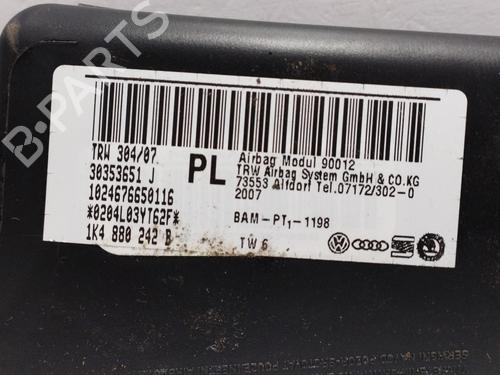 TRW 304/07
30353651 J
1024676650116
*0204L03YT62F*
1K4 880 242 B
PL
Airbag Modul 90012
TRW Airbag System GmbH & CO.KG
73553 Alfdorf Tel.07172/302-0
2007
BAM-PT1-1198
TW 6
B-PARTS